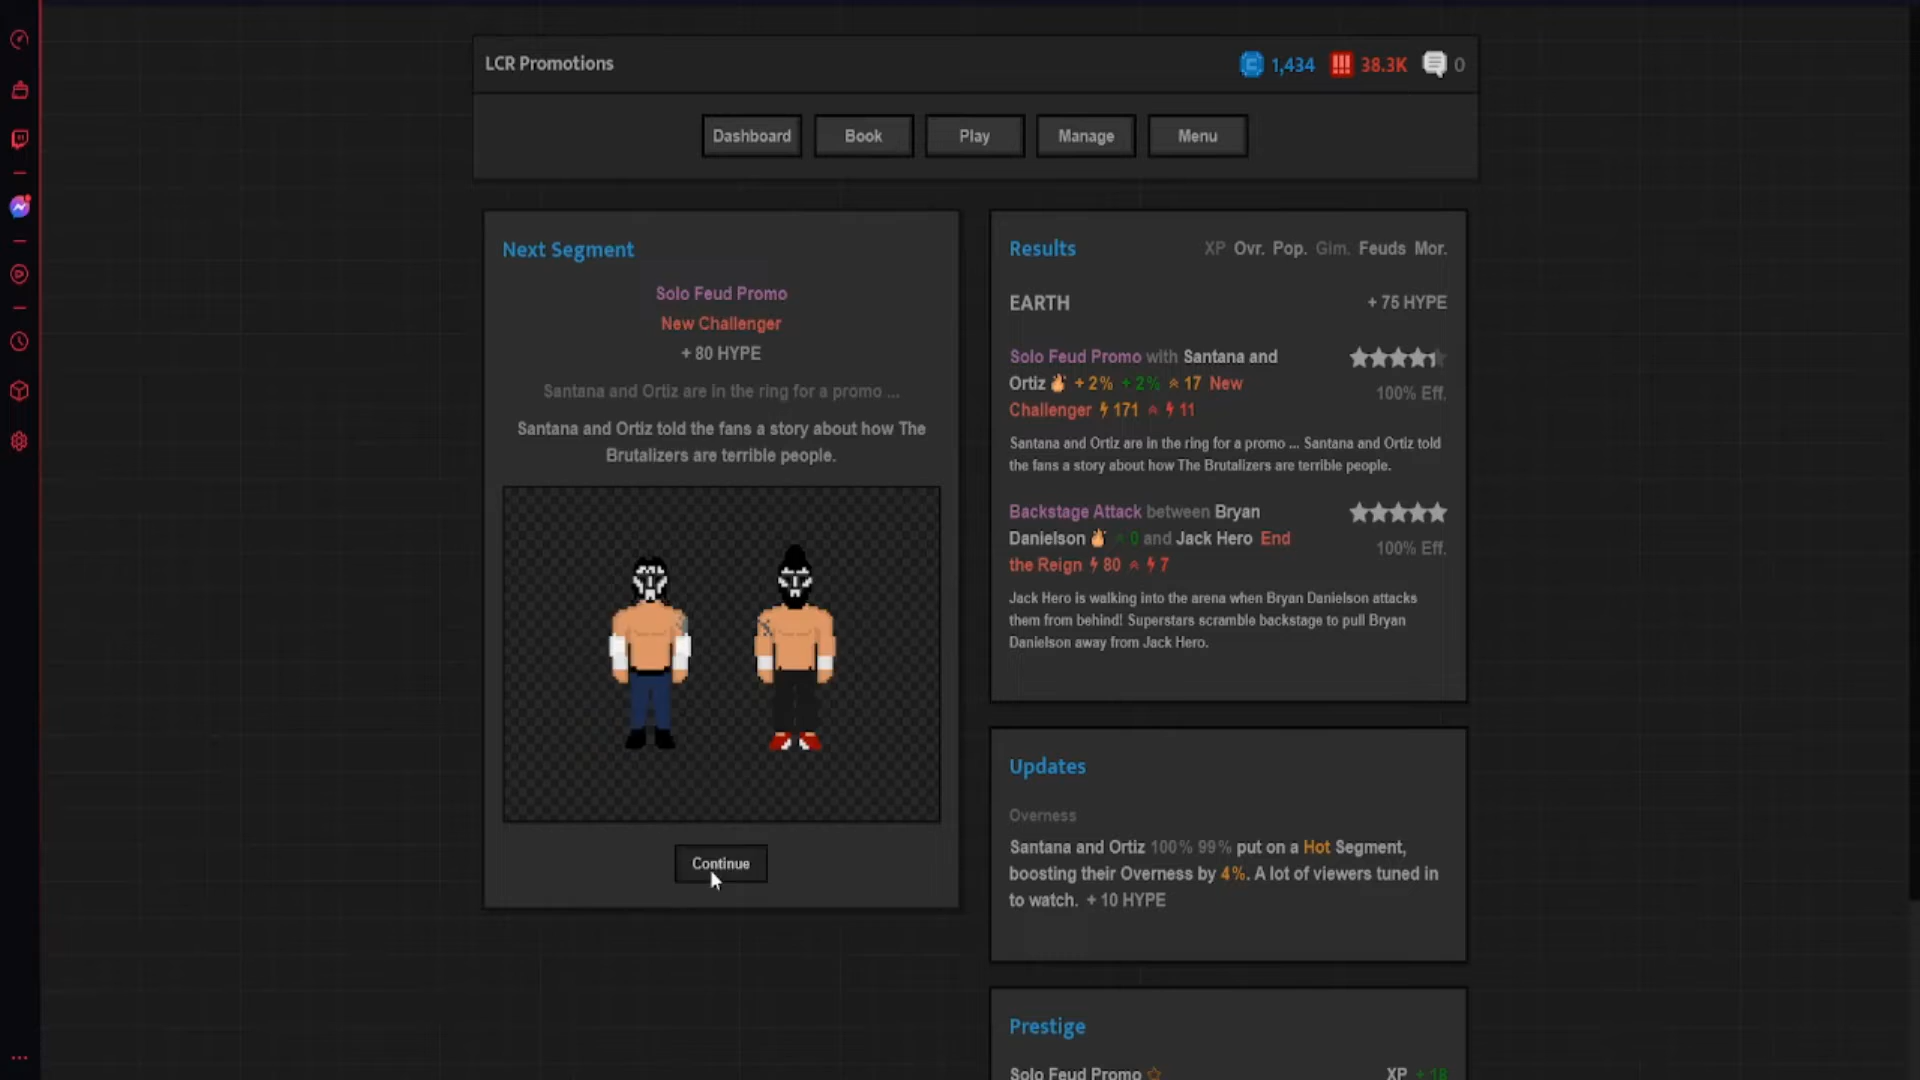 LCR Promotions
1,434
38.3K
0
Dashboard
Book
Play
Manage
Menu
Next Segment
Solo Feud Promo
New Challenger
+ 80 HYPE
Santana and Ortiz are in the ring for a promo ...
Santana and Ortiz told the fans a story about how The
Brutalizers are terrible people.
Continue
Results
XP Ovr. Pop. Gim. Feuds Mor.
EARTH
+ 75 HYPE
Solo Feud Promo with Santana and
Ortiz + 2% + 2% 17 New
Challenger 171 11
100% Eff.
Santana and Ortiz are in the ring for a promo ... Santana and Ortiz told
the fans a story about how The Brutalizers are terrible people.
Backstage Attack between Bryan
Danielson 0 and Jack Hero End
the Reign 80 7
100% Eff.
Jack Hero is walking into the arena when Bryan Danielson attacks
them from behind! Superstars scramble backstage to pull Bryan
Danielson away from Jack Hero.
Updates
Overness
Santana and Ortiz 100% 99% put on a Hot Segment,
boosting their Overness by 4%. A lot of viewers tuned in
to watch. + 10 HYPE
Prestige
Solo Feud Promo
XP + 18